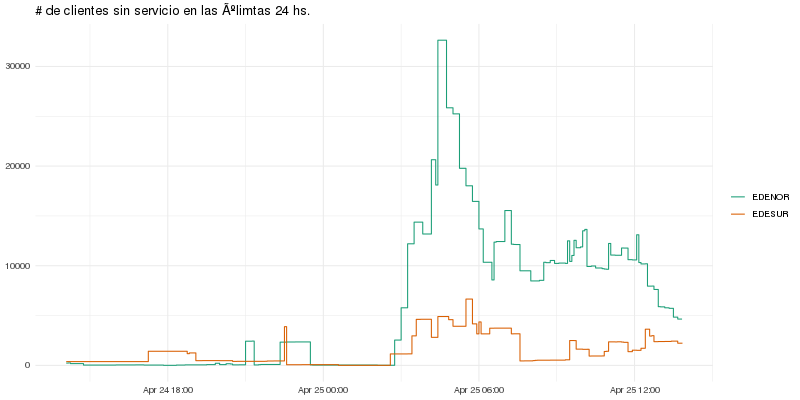 # de clientes sin servicio en las Ãºlimtas 24 hs.
30000
20000
10000
0
Apr 24 18:00
Apr 25 00:00
Apr 25 06:00
Apr 25 12:00
EDENOR
EDESUR